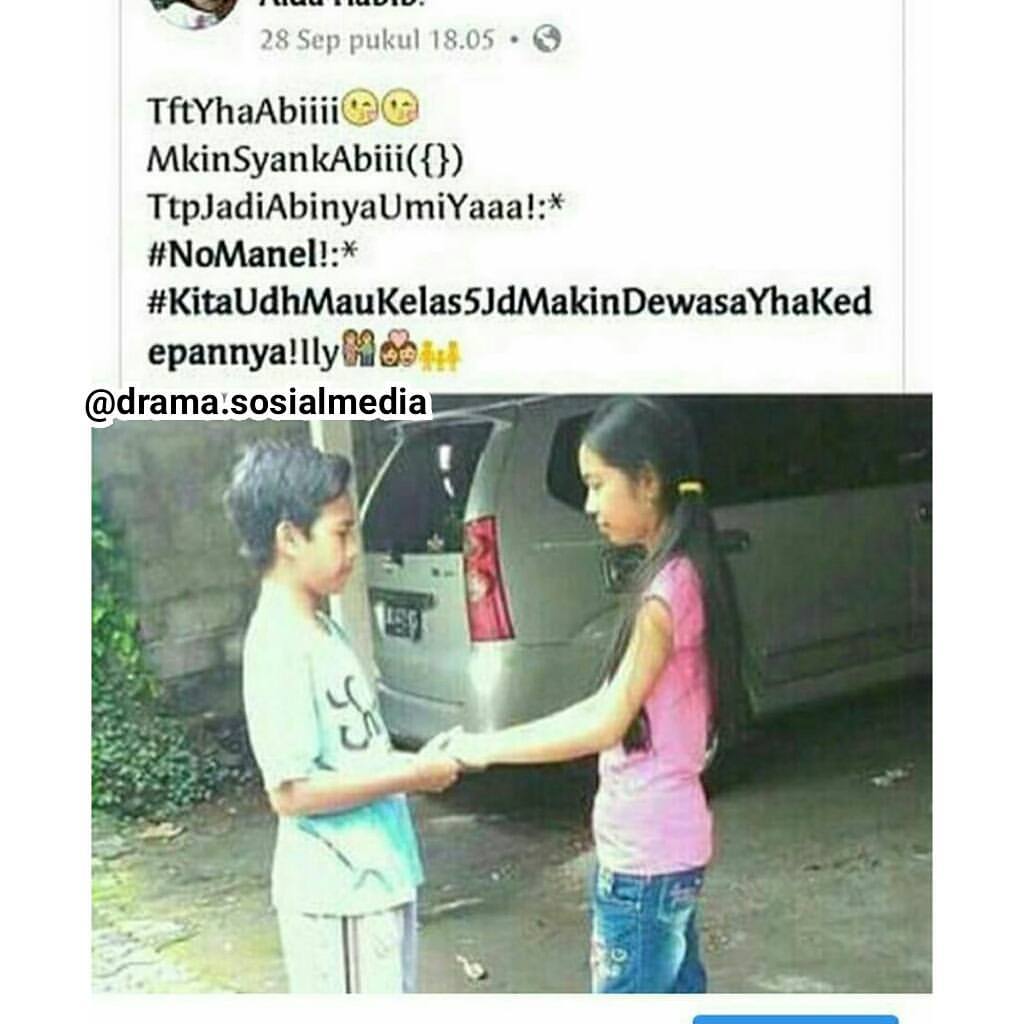 28 Sep pukul 18.05
TftYhaAbiiii😘😘
MkinSyankAbiii({})
TtpJadiAbinyaUmiYaaa!:*
#NoManel!:*
#KitaUdhMauKelas5JdMakinDewasaYhaKed
epannya!Ily👫💑👨‍👩‍👧
@drama.sosialmedia